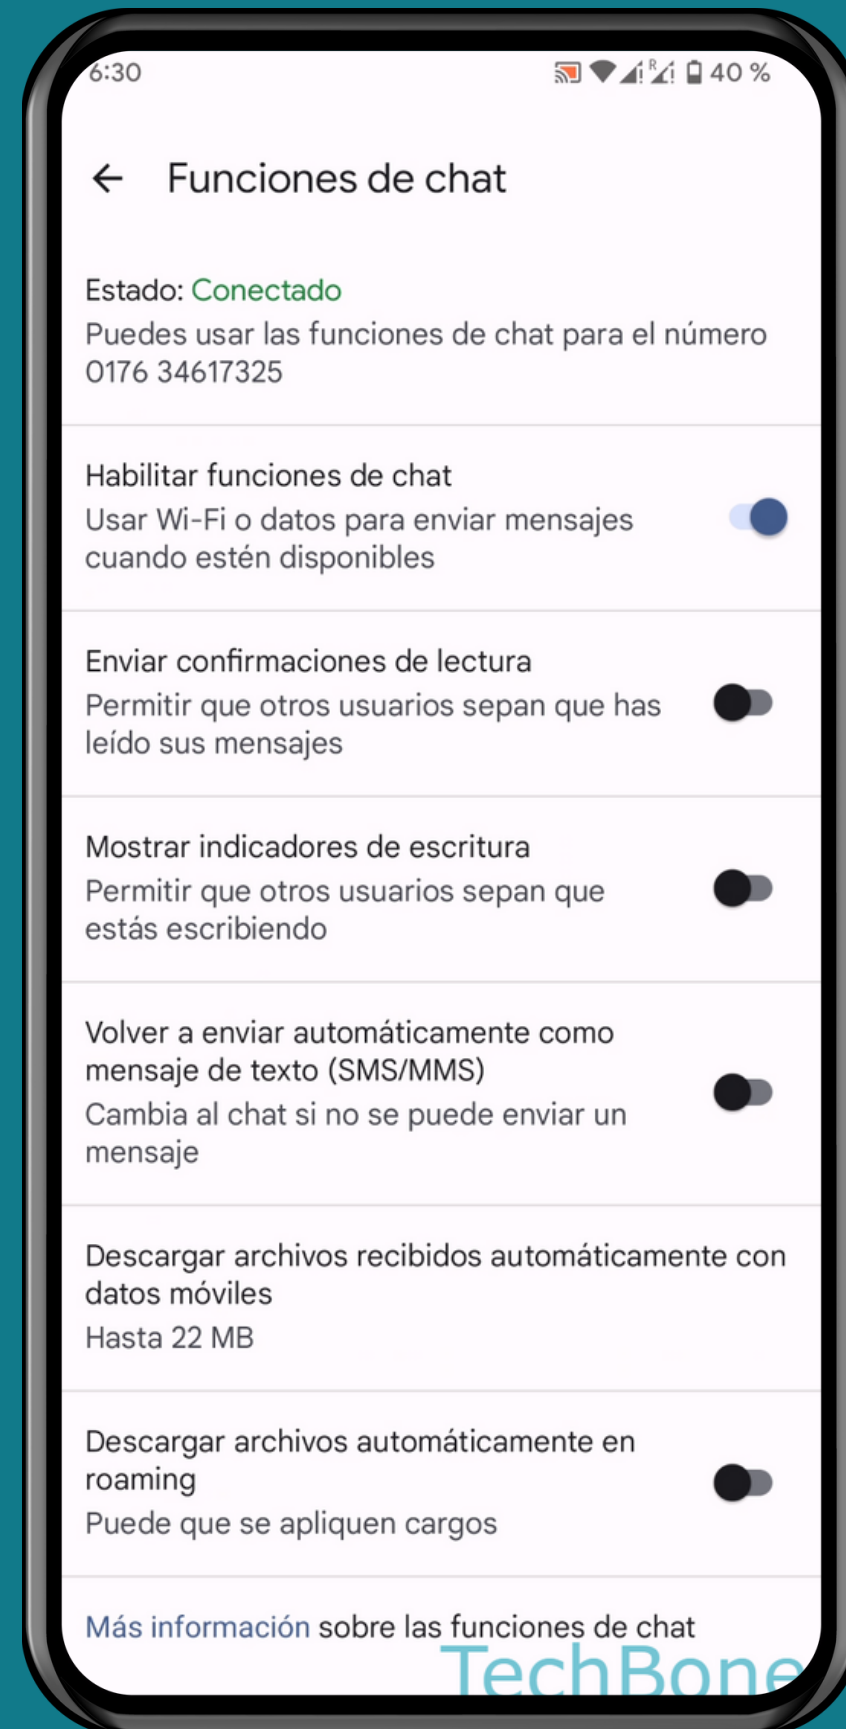 6:30
R
40 %
Funciones de chat
Estado: Conectado
Puedes usar las funciones de chat para el número
0176 34617325
Habilitar funciones de chat
Usar Wi-Fi o datos para enviar mensajes
cuando estén disponibles
Enviar confirmaciones de lectura
Permitir que otros usuarios sepan que has
leído sus mensajes
Mostrar indicadores de escritura
Permitir que otros usuarios sepan que
estás escribiendo
Volver a enviar automáticamente como
mensaje de texto (SMS/MMS)
Cambia al chat si no se puede enviar un
mensaje
Descargar archivos recibidos automáticamente con
datos móviles
Hasta 22 MB
Descargar archivos automáticamente en
roaming
Puede que se apliquen cargos
Más información sobre las funciones de chat
TechBone